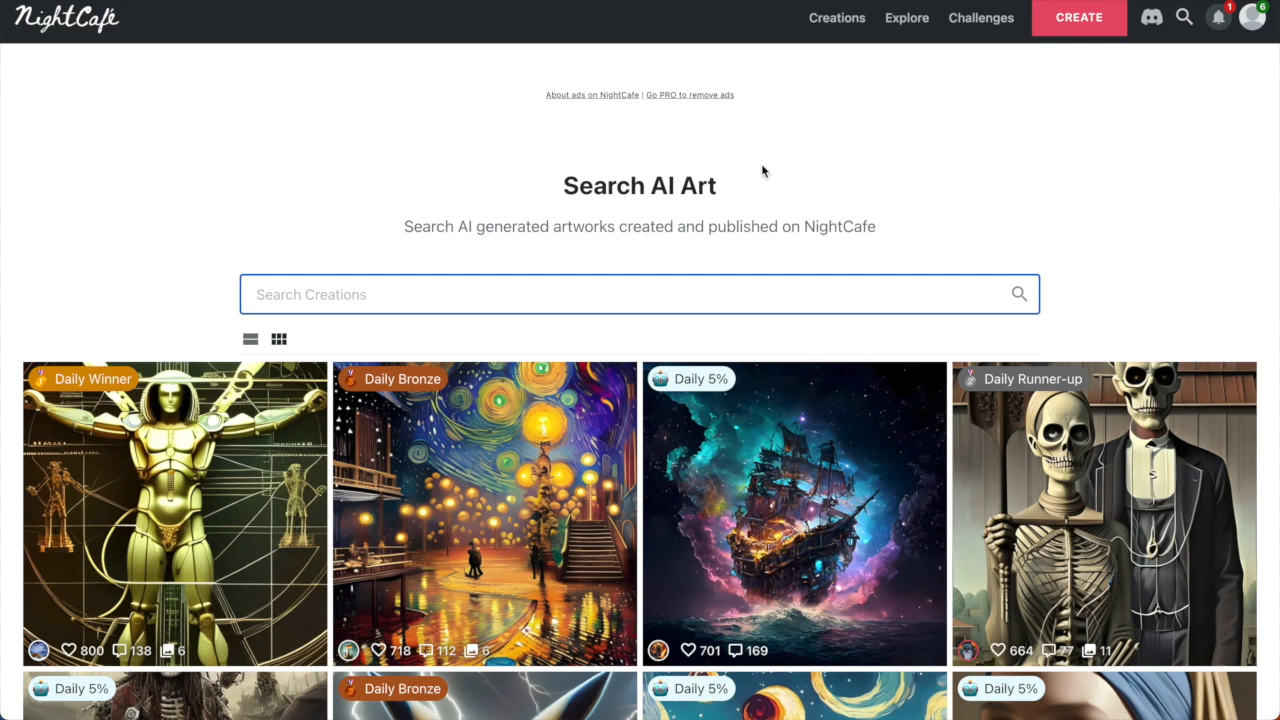 NightCafé
Creations Explore Challenges CREATE 1 6
About ads on NightCafe | Go PRO to remove ads
Search AI Art
Search AI generated artworks created and published on NightCafe
Search Creations
Daily Winner
Daily Bronze
Daily 5%
Daily Runner-up
800 138 6
718 112 6
701 169
664 77 11
Daily 5%
Daily Bronze
Daily 5%
Daily 5%